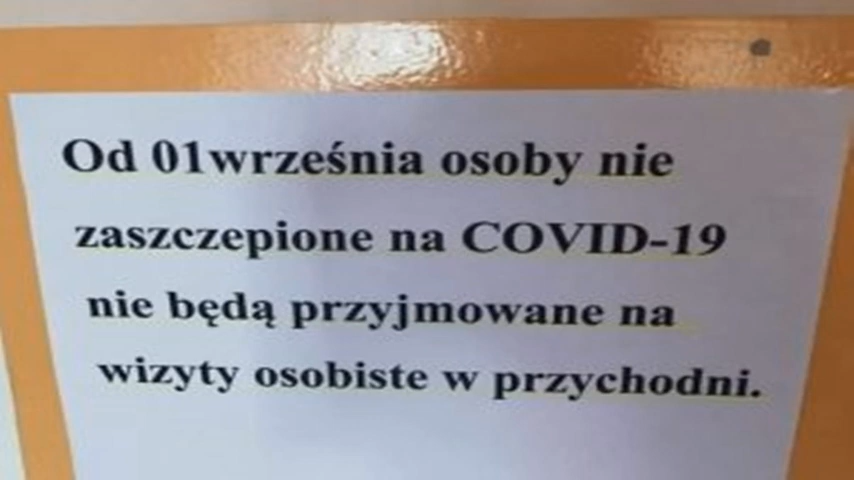 Od 01września osoby nie
zaszczepione na COVID-19
nie będą przyjmowane na
wizyty osobiste w przychodni.